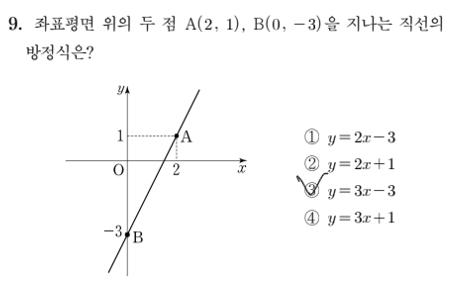 9. 좌표평면 위의 두 점 A(2, 1), B(0, −3)을 지나는 직선의
방정식은?
y
1
A
O
2
x
−3
B
① y=2x−3
② y=2x+1
③ y=3x−3
④ y=3x+1